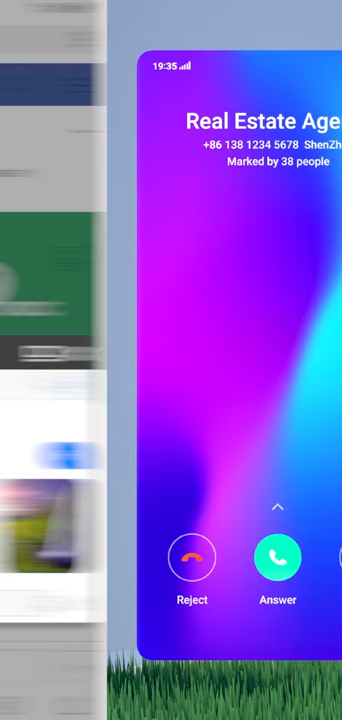 19:35
Real Estate Age
+86 138 1234 5678 ShenZh
Marked by 38 people
Reject
Answer